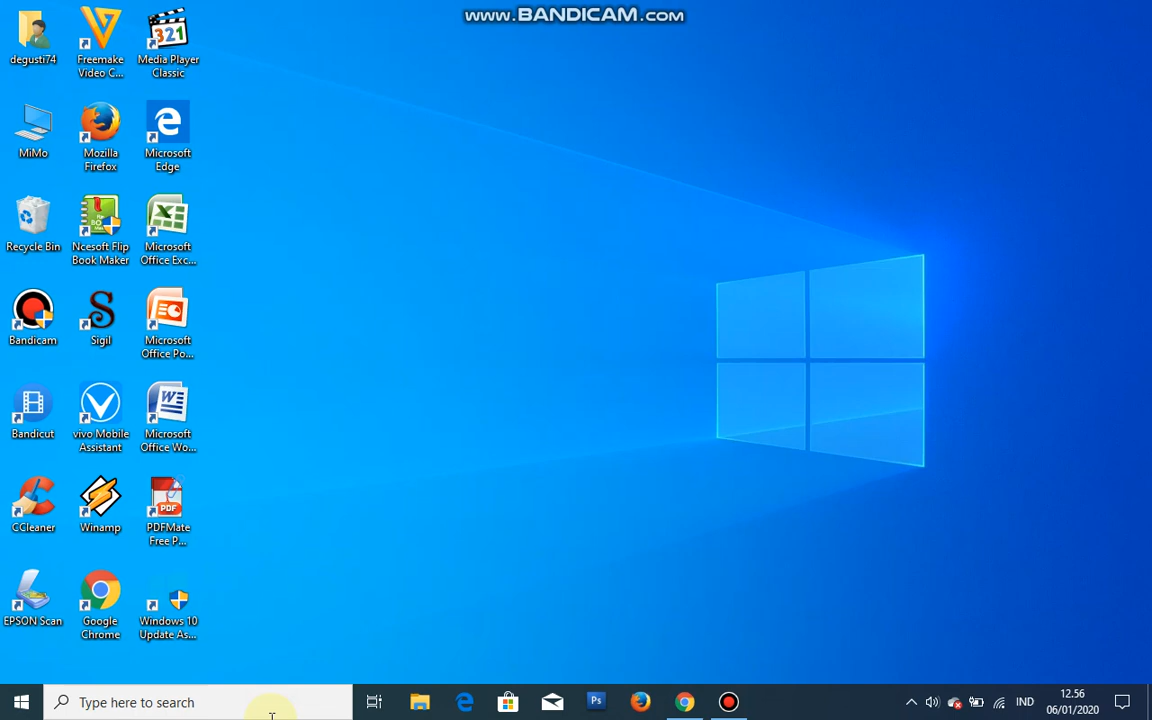 www.BANDICAM.com
degusti74
Freemake
Video C...
Media Player
Classic
MiMo
Mozilla
Firefox
Microsoft
Edge
Recycle Bin
Ncesoft Flip
Book Maker
Microsoft
Office Exc...
Bandicam
Sigil
Microsoft
Office Po...
Bandicut
vivo Mobile
Assistant
Microsoft
Office Wo...
CCleaner
Winamp
PDF
PDFMate
Free P...
EPSON Scan
Google
Chrome
Windows 10
Update As...
Type here to search
Ps
IND
12.56
06/01/2020